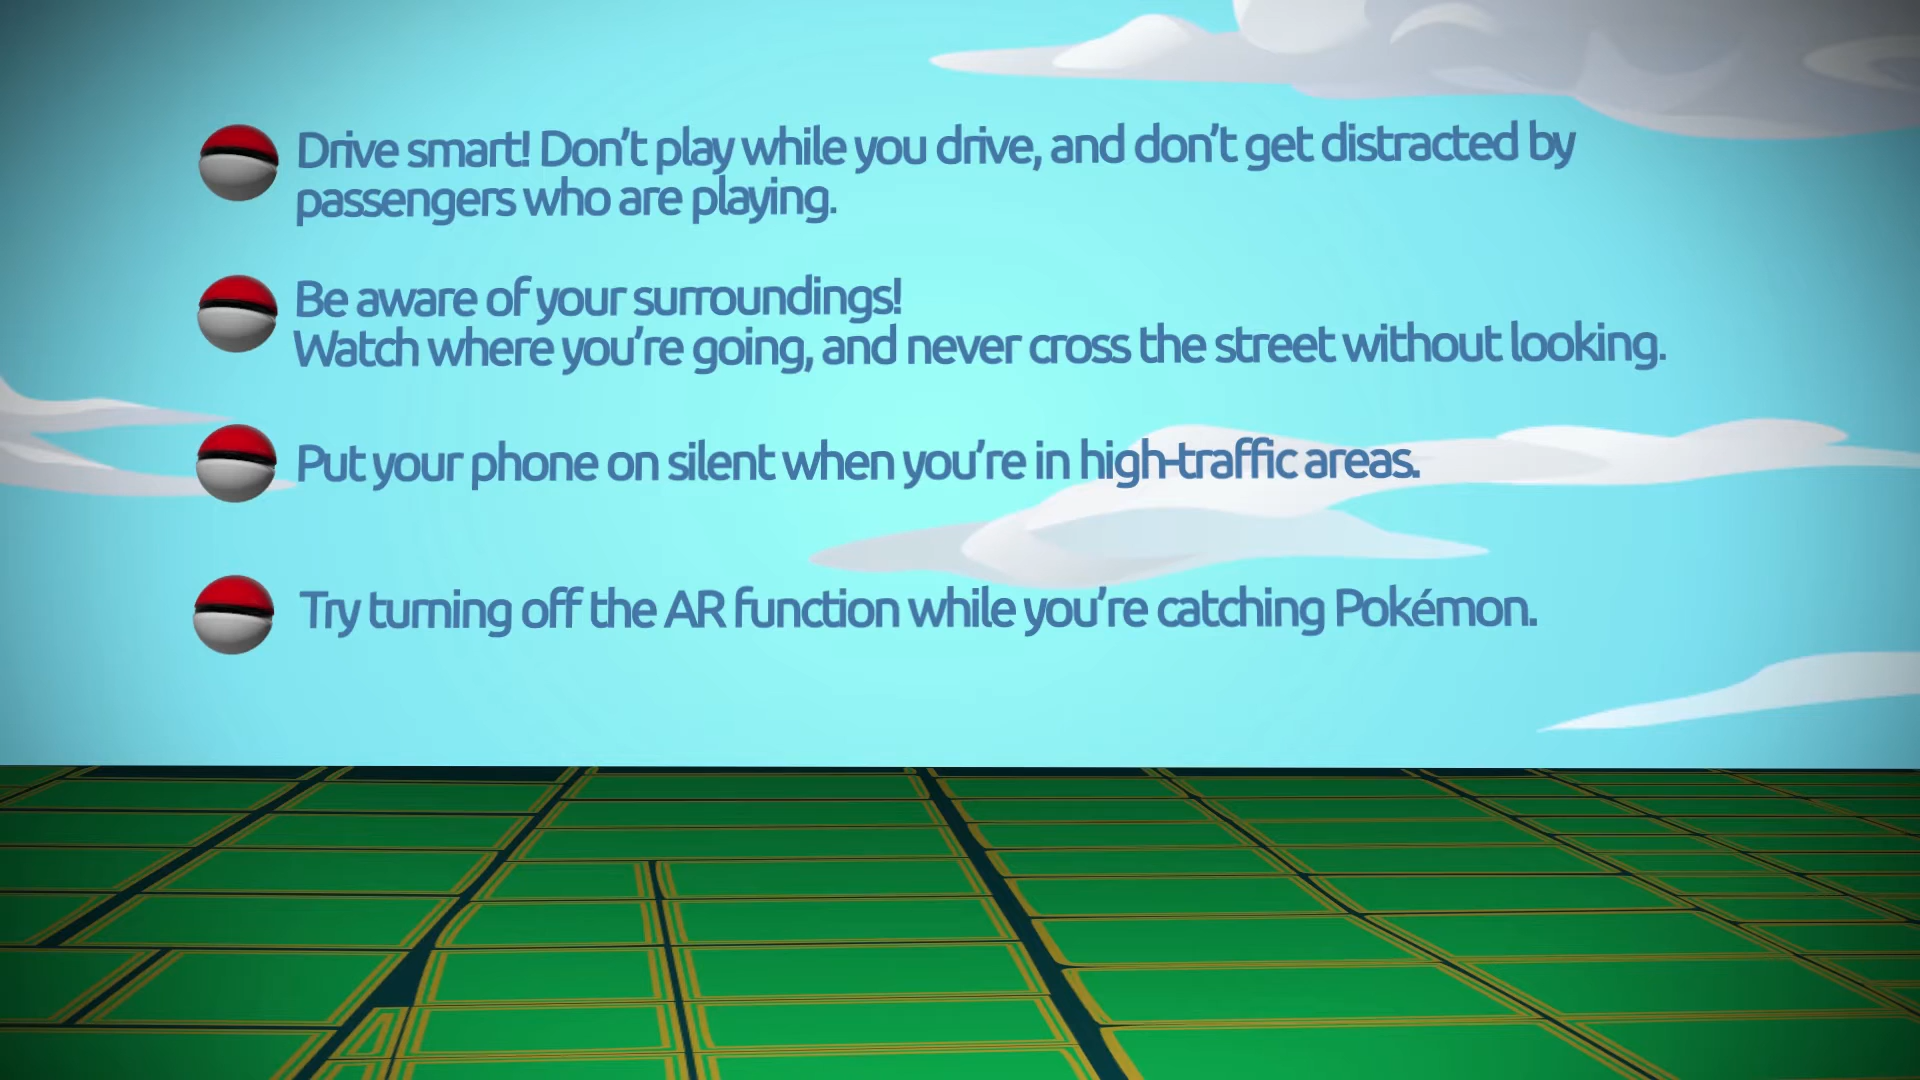 Drive smart! Don't play while you drive, and don't get distracted by
passengers who are playing.
Be aware of your surroundings!
Watch where you're going, and never cross the street without looking.
Put your phone on silent when you're in high-traffic areas.
Try turning off the AR function while you're catching Pokémon.